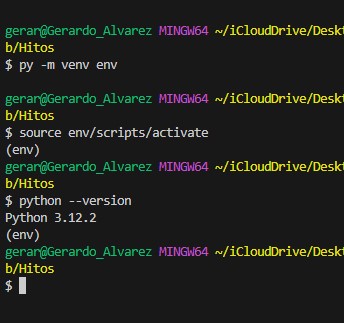 gerar@Gerardo_Alvarez MINGW64 ~/iCloudDrive/Deskt
b/Hitos
$ py -m venv env
gerar@Gerardo_Alvarez MINGW64 ~/iCloudDrive/Deskt
b/Hitos
$ source env/scripts/activate
(env)
gerar@Gerardo_Alvarez MINGW64 ~/iCloudDrive/Deskt
b/Hitos
$ python --version
Python 3.12.2
(env)
gerar@Gerardo_Alvarez MINGW64 ~/iCloudDrive/Deskt
b/Hitos
$